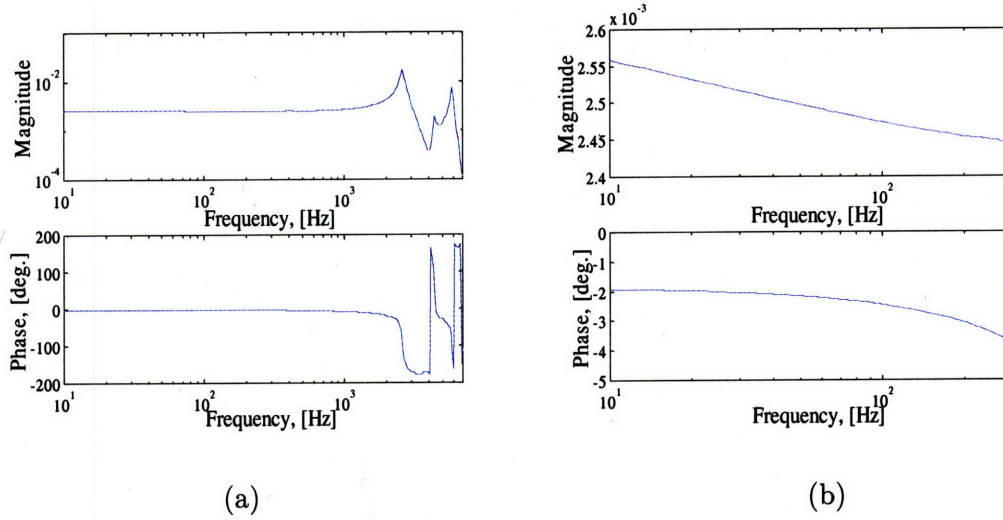 Magnitude
10^-2
10^-4
10^1
10^2
10^3
Frequency, [Hz]
Phase, [deg.]
200
100
0
-100
-200
10^1
10^2
10^3
Frequency, [Hz]
(a)
x 10^-3
Magnitude
2.6
2.55
2.5
2.45
2.4
10^1
10^2
Frequency, [Hz]
Phase, [deg.]
0
-1
-2
-3
-4
-5
10^1
10^2
Frequency, [Hz]
(b)